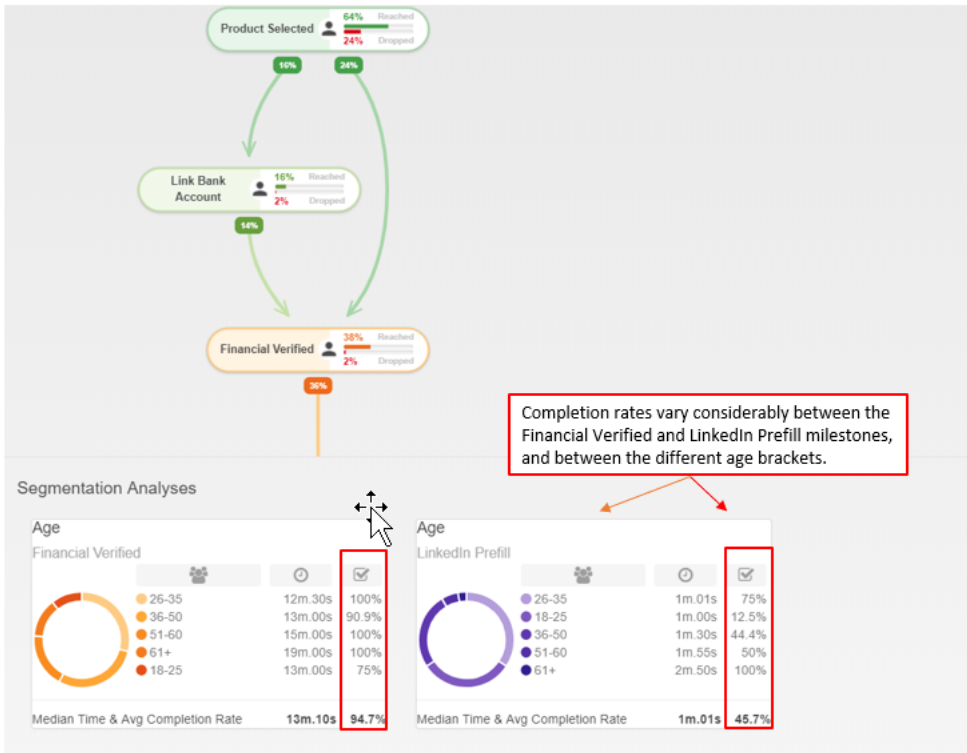 Product Selected
64% Reached
24% Dropped
16%
24%
Link Bank
Account
16% Reached
2% Dropped
14%
Financial Verified
38% Reached
2% Dropped
36%
Completion rates vary considerably between the
Financial Verified and LinkedIn Prefill milestones,
and between the different age brackets.
Segmentation Analyses
Age
Financial Verified
26-35 12m.30s 100%
36-50 13m.00s 90.9%
51-60 15m.00s 100%
61+ 19m.00s 100%
18-25 13m.00s 75%
Median Time & Avg Completion Rate 13m.10s 94.7%
Age
LinkedIn Prefill
26-35 1m.01s 75%
18-25 1m.00s 12.5%
36-50 1m.30s 44.4%
51-60 1m.55s 50%
61+ 2m.50s 100%
Median Time & Avg Completion Rate 1m.01s 45.7%